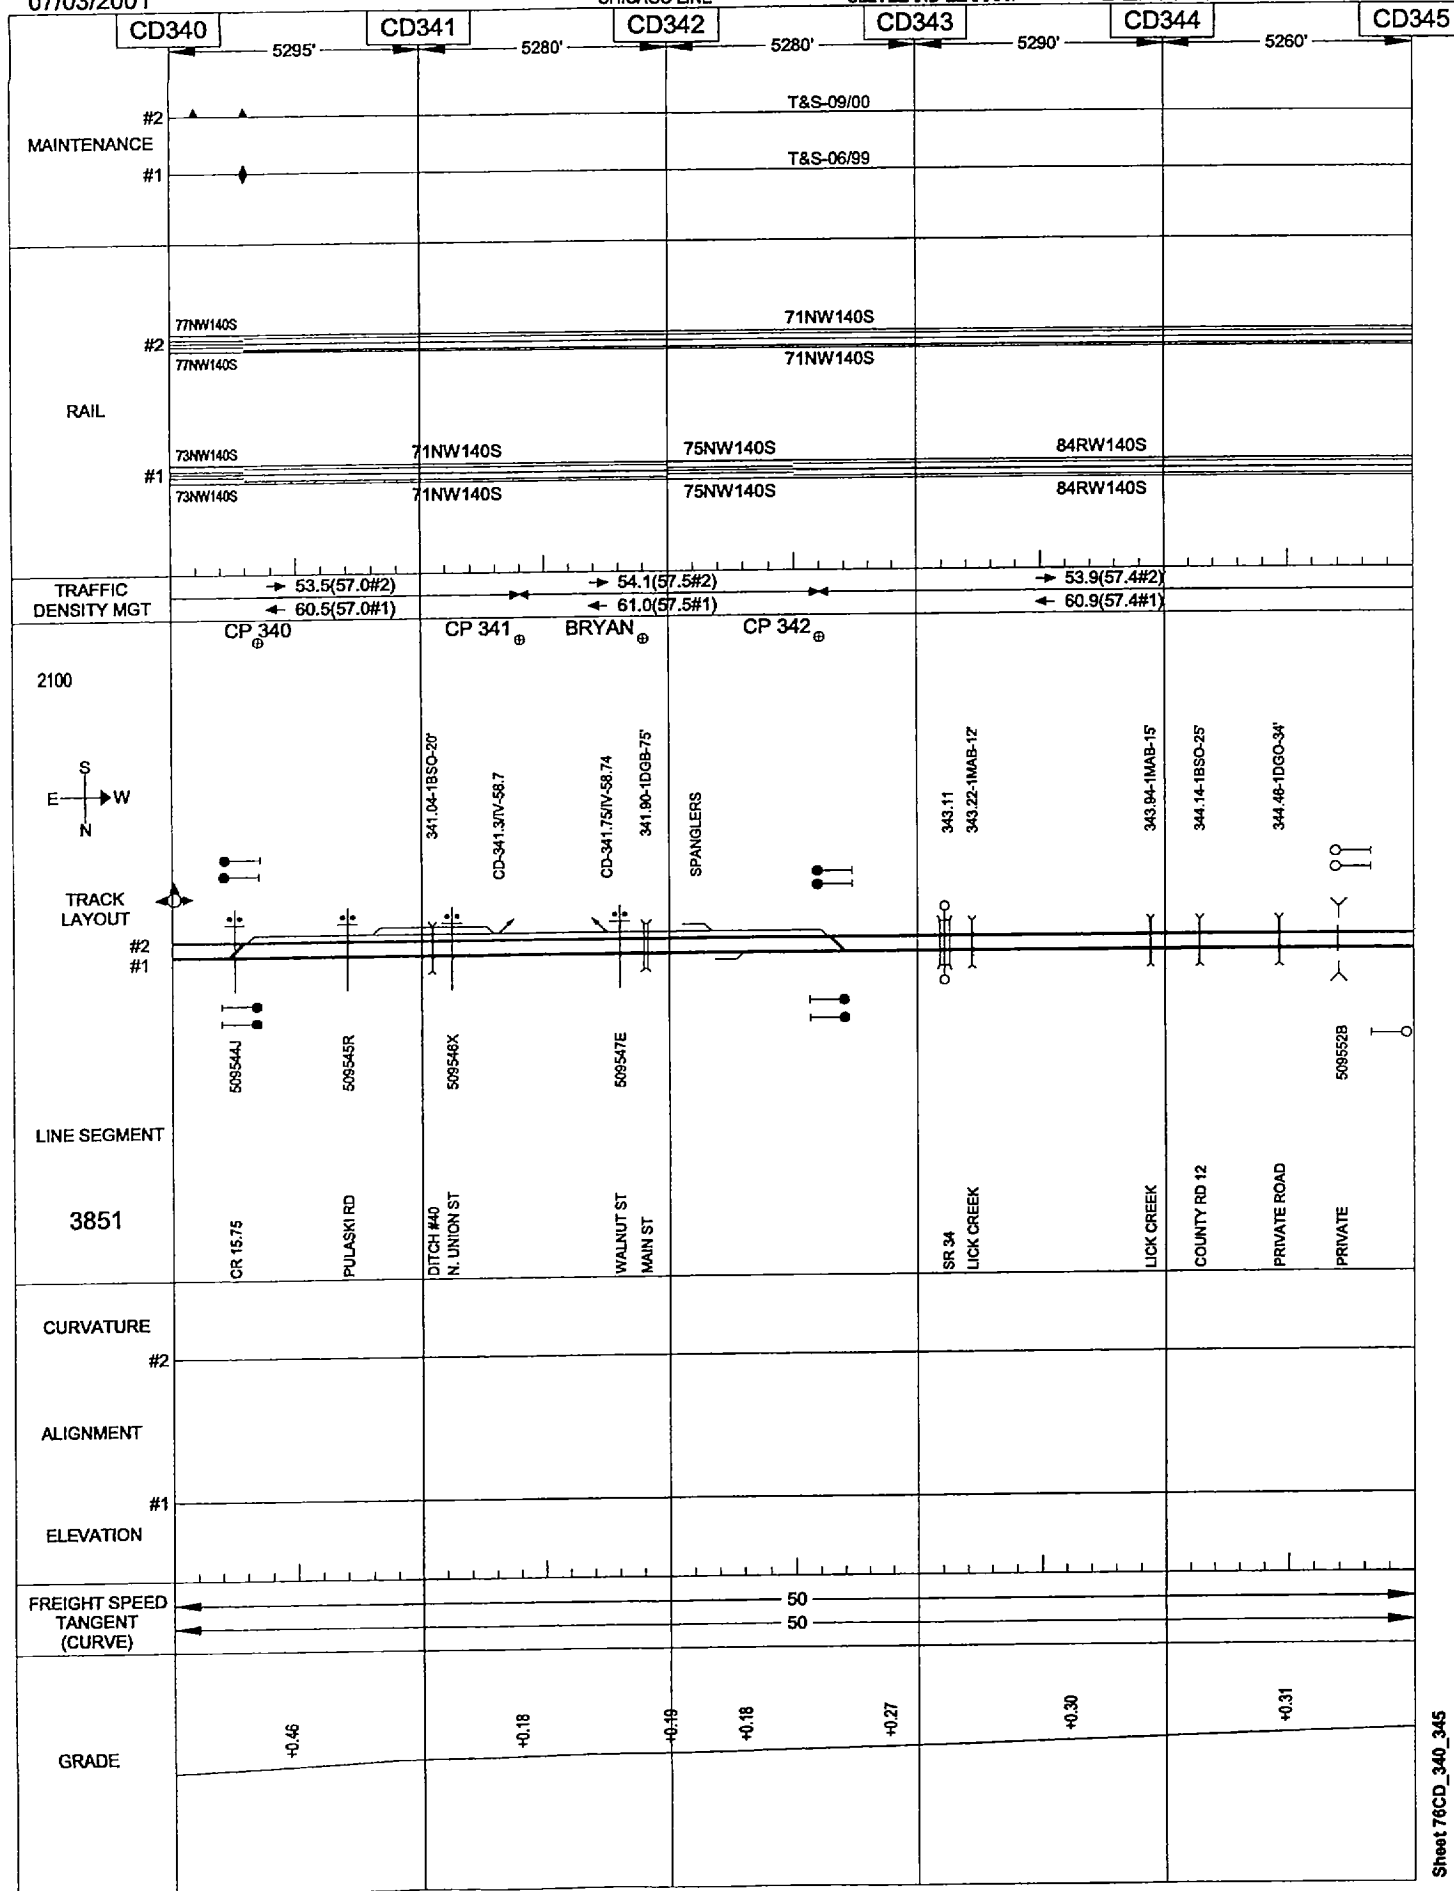 07/03/2001
CHICAGO LINE
CD340 CD341 CD342 CD343 CD344 CD345
5295' 5280' 5280' 5290' 5260'
MAINTENANCE
#2 T&S-09/00
#1 T&S-06/99
RAIL
77NW140S 71NW140S
#2
77NW140S 71NW140S
73NW140S 71NW140S 75NW140S 84RW140S
#1
73NW140S 71NW140S 75NW140S 84RW140S
TRAFFIC
DENSITY MGT
53.5(57.0#2) 54.1(57.5#2) 53.9(57.4#2)
60.5(57.0#1) 61.0(57.5#1) 60.9(57.4#1)
CP 340 CP 341 BRYAN CP 342
2100
S
E W
N
341.04-1BSO-20'
CD-341.3/IV-58.7
CD-341.75/IV-58.74
341.90-1DGB-75'
SPANGLERS
343.11
343.22-1MAB-12'
343.94-1MAB-15'
344.14-1BSO-25'
344.46-1DGO-34'
TRACK
LAYOUT
#2
#1
509544J
509545R
509546X
509547E
509552B
LINE SEGMENT
3851
CR 15.75
PULASKI RD
DITCH #40
N. UNION ST
WALNUT ST
MAIN ST
SR 34
LICK CREEK
LICK CREEK
COUNTY RD 12
PRIVATE ROAD
PRIVATE
CURVATURE
#2
ALIGNMENT
#1
ELEVATION
FREIGHT SPEED
TANGENT
(CURVE)
50
50
GRADE
+0.46
+0.18
+0.19
+0.18
+0.27
+0.30
+0.31
Sheet 76CD_340_345